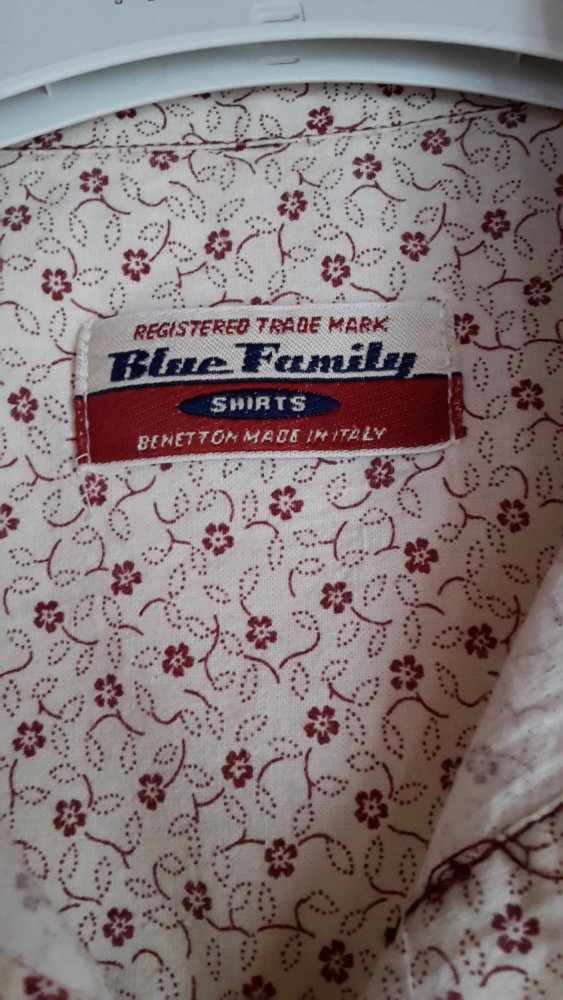 REGISTERED TRADE MARK
Blue Family
SHIRTS
BENETTON MADE IN ITALY